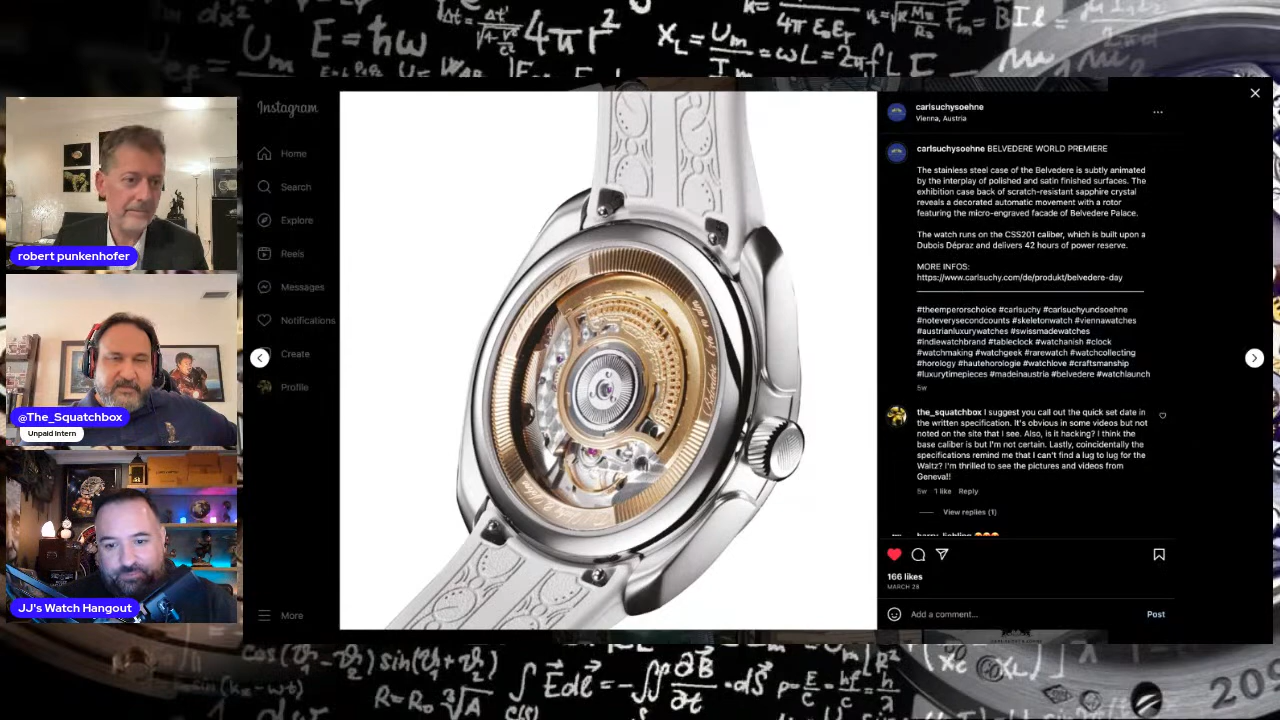 E = ħω
4πr²
Instagram
Home
Search
Explore
Reels
Messages
Notifications
Create
Profile
More
robert punkenhofer
@The_Squatchbox
Unpaid Intern
JJ's Watch Hangout
carlsuchysoehne
Vienna, Austria
carlsuchysoehne BELVEDERE WORLD PREMIERE
The stainless steel case of the Belvedere is subtly animated
by the interplay of polished and satin finished surfaces. The
exhibition case back of scratch-resistant sapphire crystal
reveals a decorated automatic movement with a rotor
featuring the micro-engraved facade of Belvedere Palace.
The watch runs on the CSS201 caliber, which is built upon a
Dubois Dépraz and delivers 42 hours of power reserve.
MORE INFOS:
https://www.carlsuchy.com/de/produkt/belvedere-day
#theemperorschoice #carlsuchy #carlsuchyundsoehne
#noteverysecondcounts #skeletonwatch #viennawatches
#austrianluxurywatches #swissmadewatches
#indiewatchbrand #tableclock #watchanish #clock
#watchmaking #watchgeek #rarewatch #watchcollecting
#horology #hautehorologie #watchlove #craftsmanship
#luxurytimepieces #madeinaustria #belvedere #watchlaunch
5w
the_squatchbox I suggest you call out the quick set date in
the written specification. It's obvious in some videos but not
noted on the site that I see. Also, is it hacking? I think the
base caliber is but I'm not certain. Lastly, coincidentally the
specifications remind me that I can't find a lug to lug for the
Waltz? I'm thrilled to see the pictures and videos from
Geneva!!
5w 1 like Reply
View replies (1)
166 likes
MARCH 26
Add a comment...
Post
R = R₀ ³√A
209